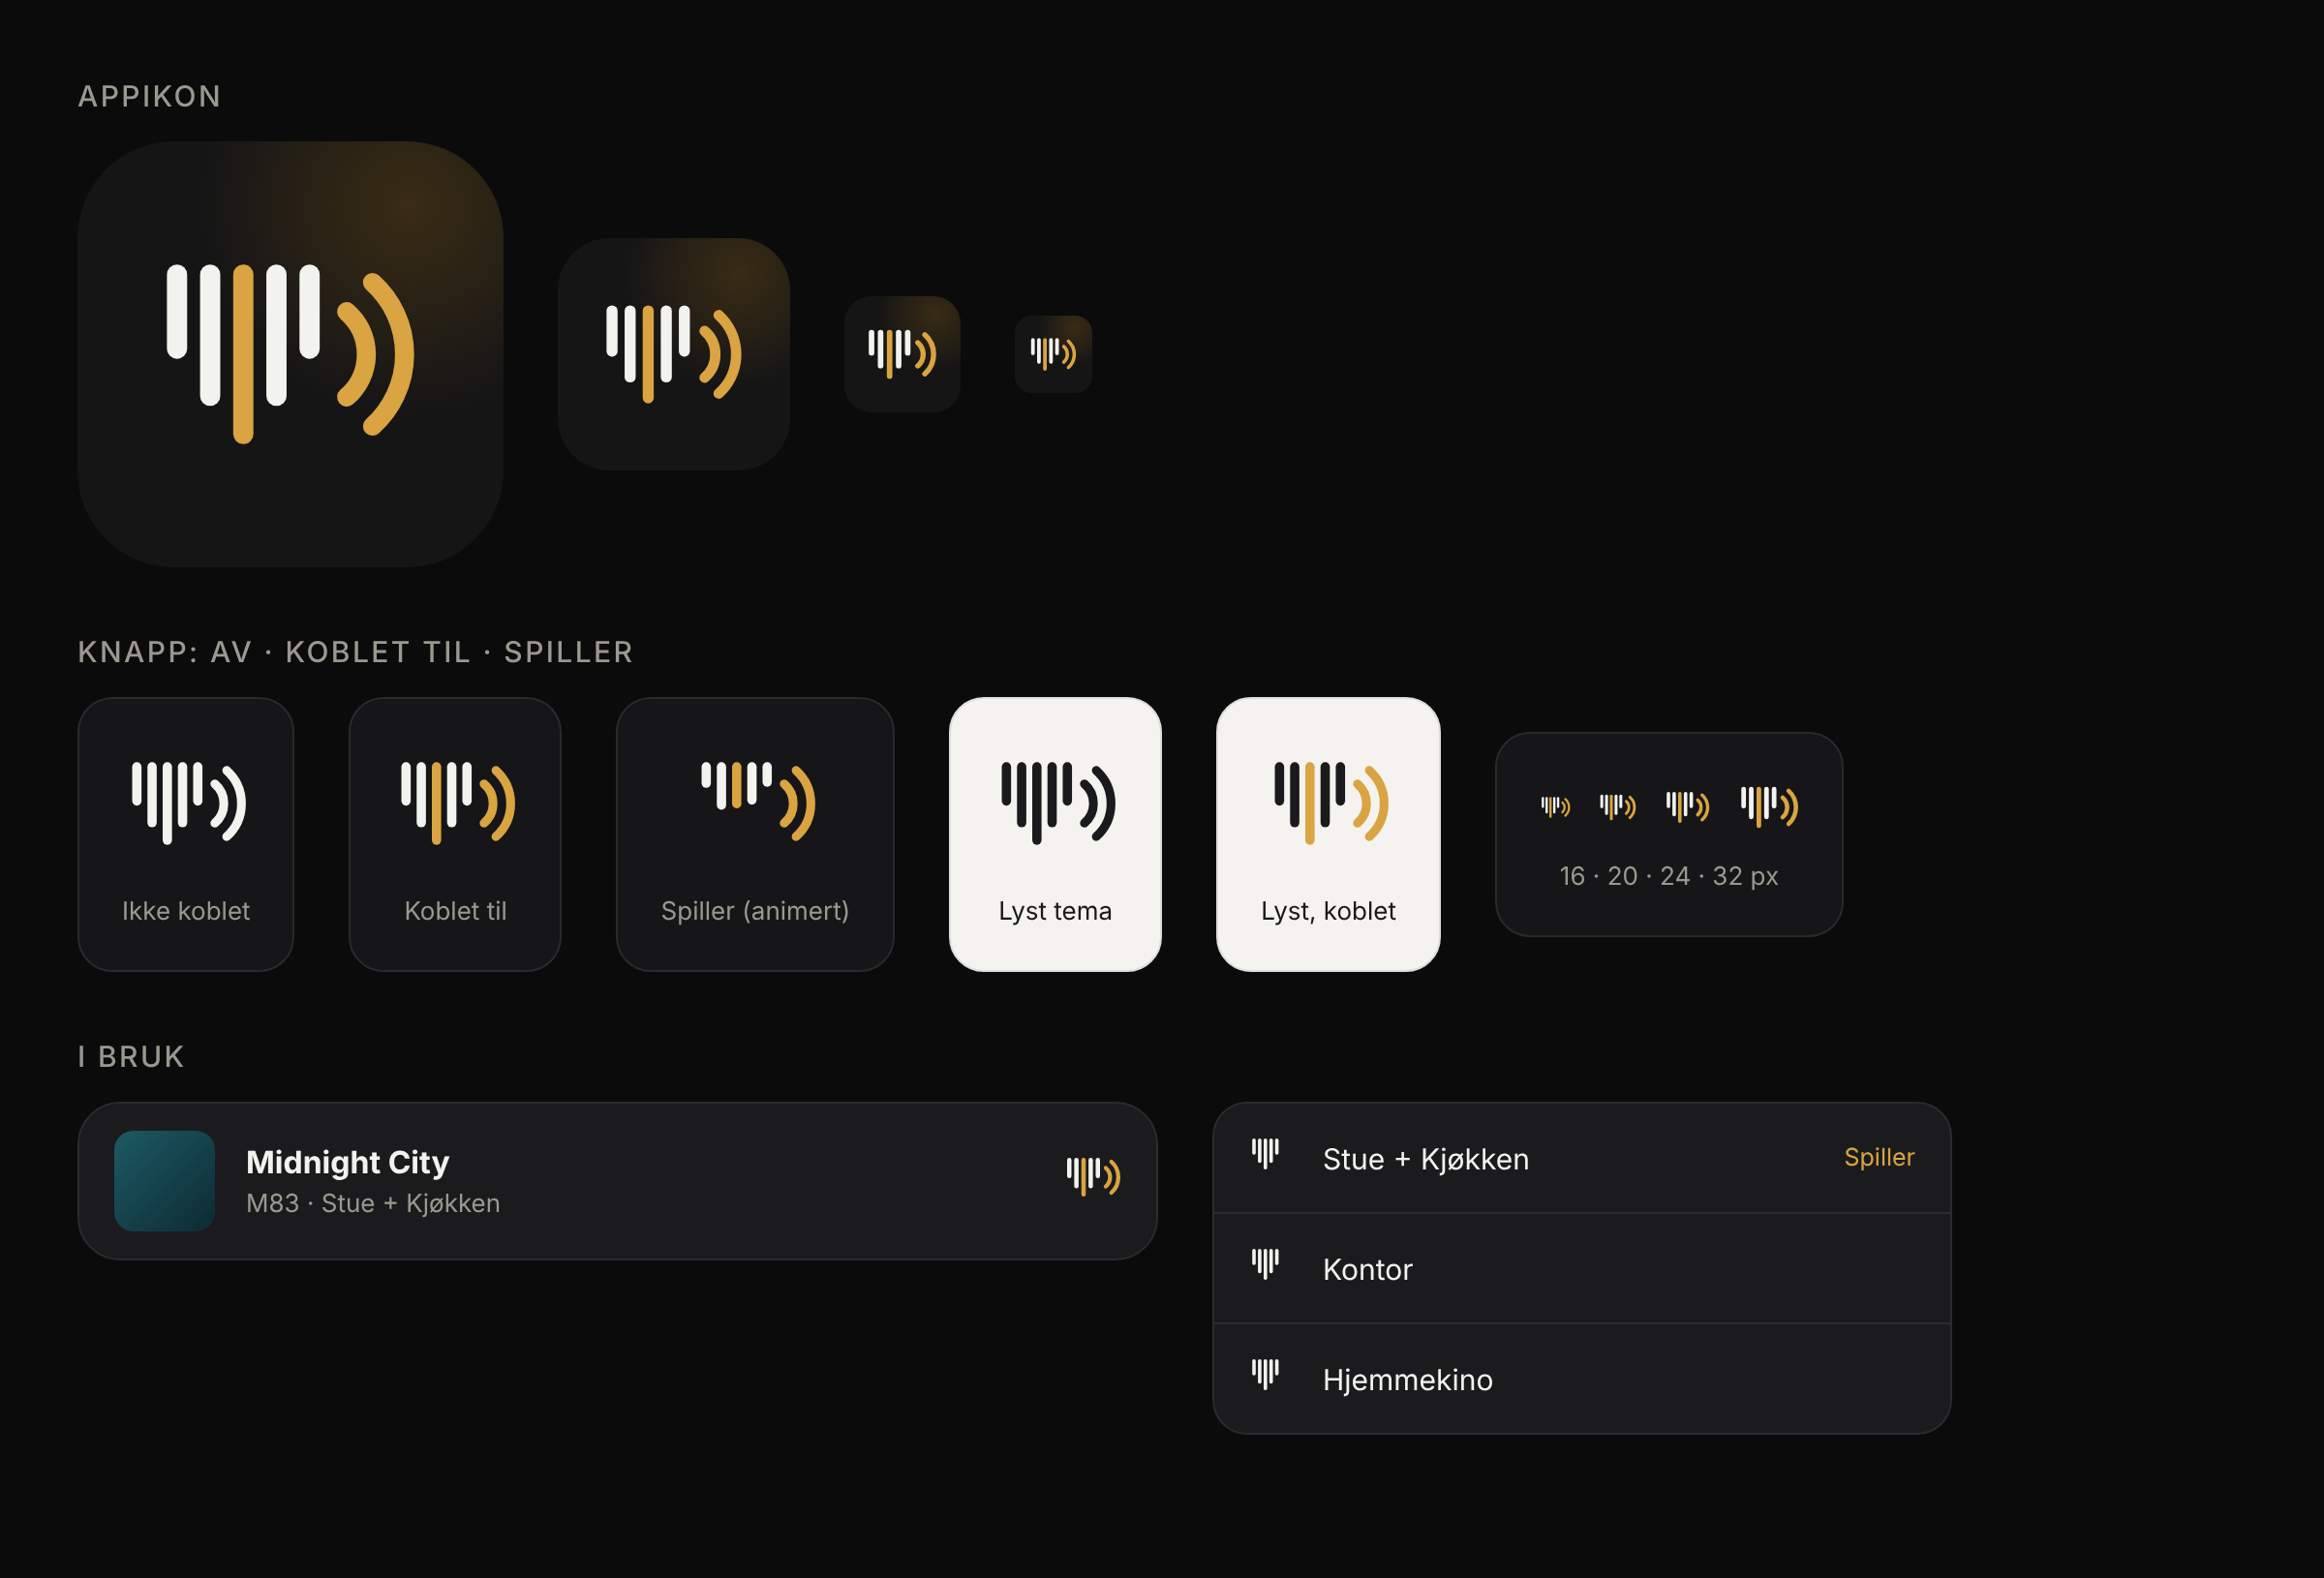 APPIKON
KNAPP: AV · KOBLET TIL · SPILLER
Ikke koblet
Koblet til
Spiller (animert)
Lyst tema
Lyst, koblet
16 · 20 · 24 · 32 px
I BRUK
Midnight City
M83 · Stue + Kjøkken
Stue + Kjøkken
Spiller
Kontor
Hjemmekino